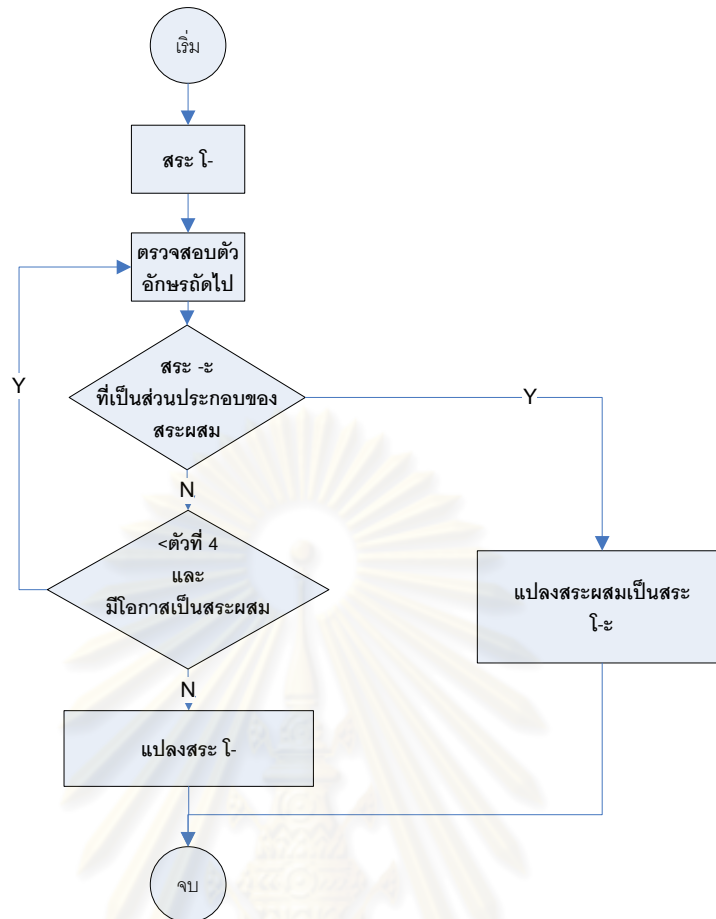 เริ่ม
สระ โ-
ตรวจสอบตัว
อักษรถัดไป
สระ -ะ
ที่เป็นส่วนประกอบของ
สระผสม
Y
Y
N
<ตัวที่ 4
และ
มีโอกาสเป็นสระผสม
แปลงสระผสมเป็นสระ
โ-ะ
N
แปลงสระ โ-
จบ